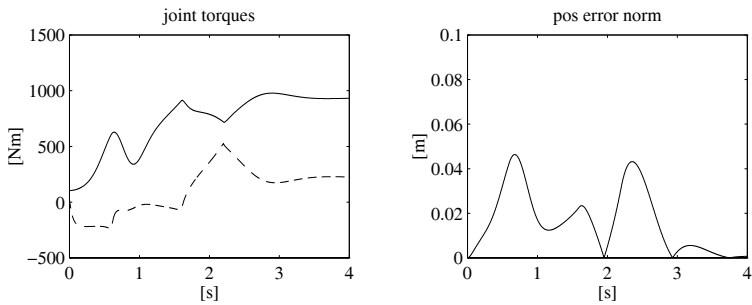 joint torques
1500
1000
500
0
−500
[Nm]
0 1 2 3 4
[s]
pos error norm
0.1
0.08
0.06
0.04
0.02
0
[m]
0 1 2 3 4
[s]